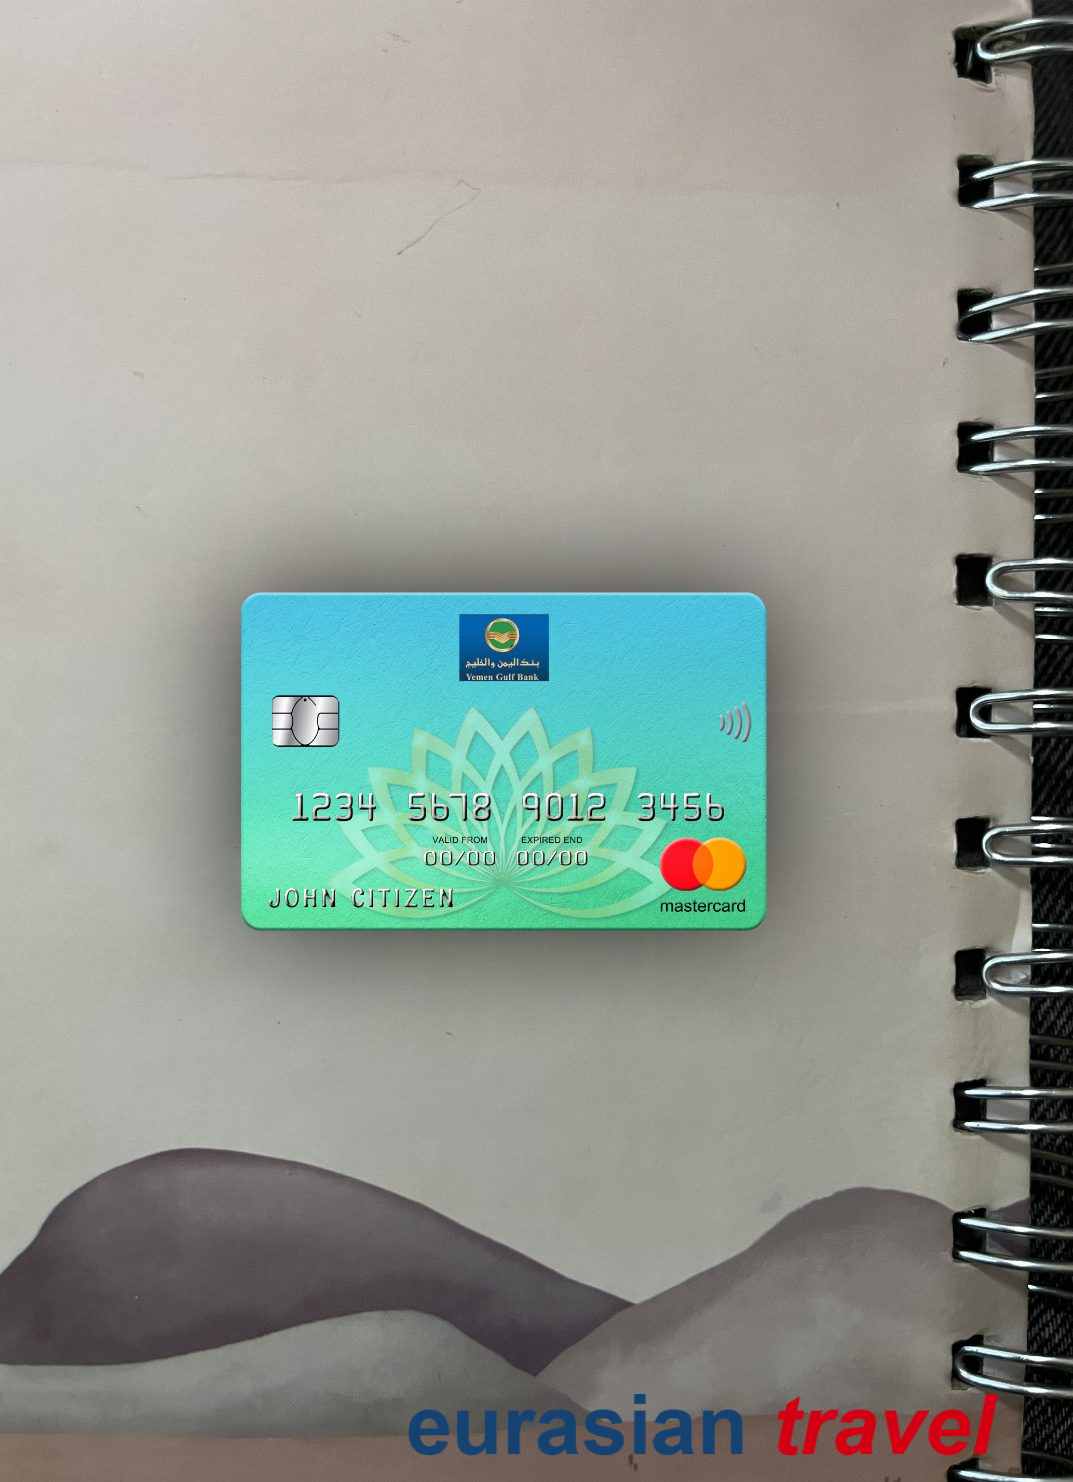 بنك اليمن والخليج
Yemen Gulf Bank
1234 5678 9012 3456
VALID FROM EXPIRED END
00/00 00/00
JOHN CITIZEN
mastercard
eurasian travel